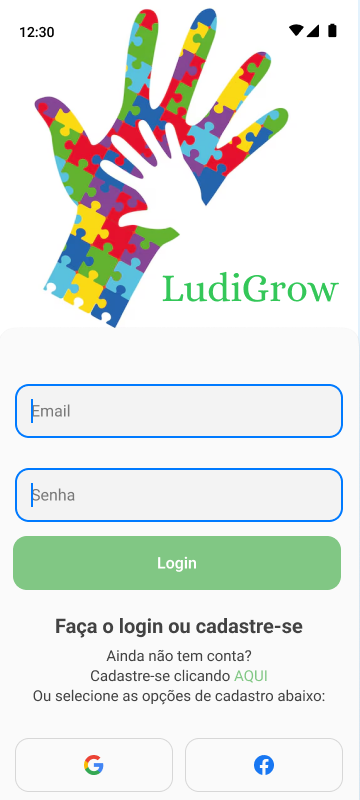 12:30
LudiGrow
Email
Senha
Login
Faça o login ou cadastre-se
Ainda não tem conta?
Cadastre-se clicando AQUI
Ou selecione as opções de cadastro abaixo: